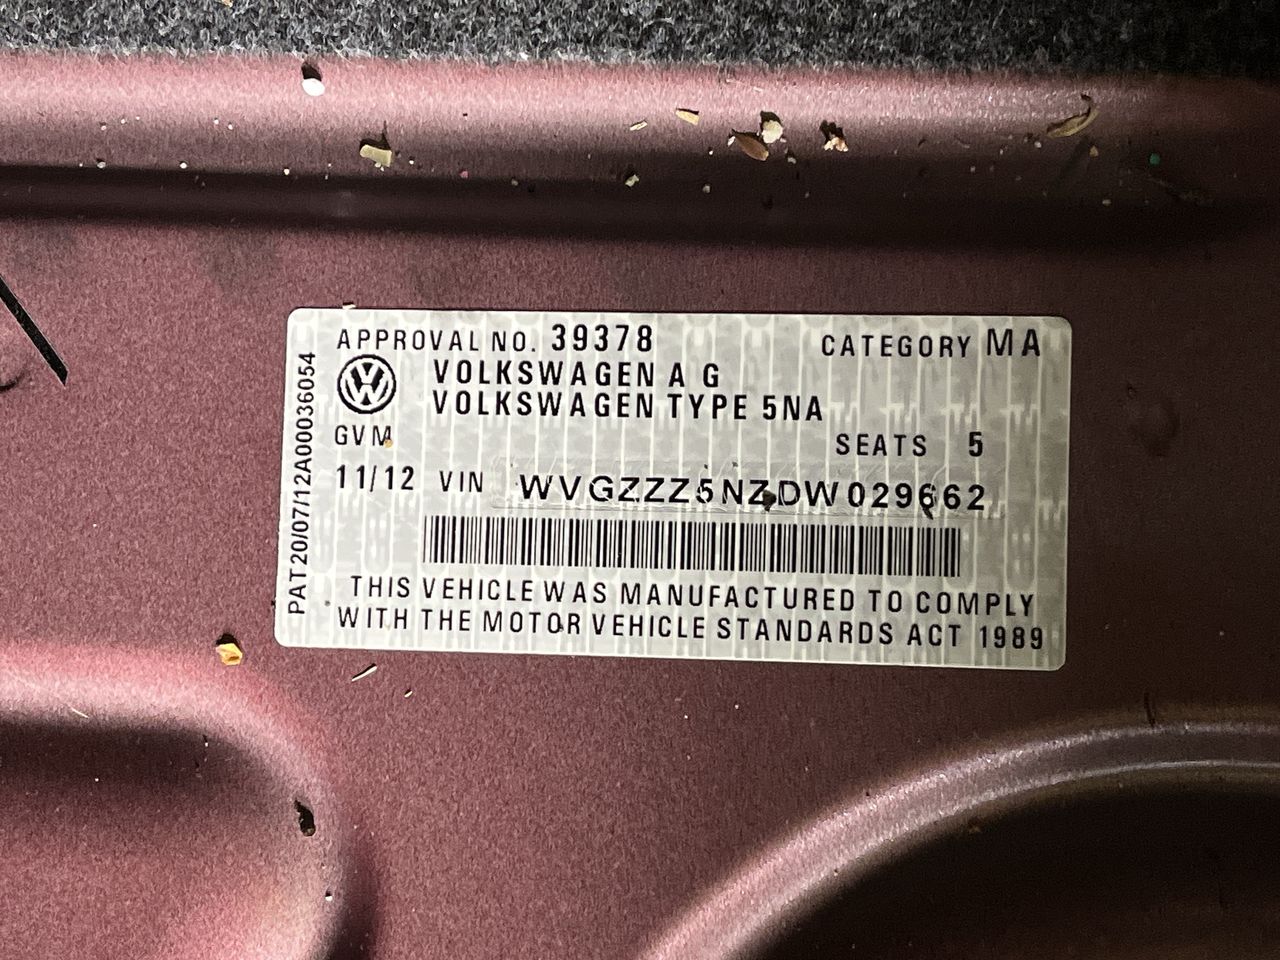 APPROVAL NO. 39378 CATEGORY MA
VOLKSWAGEN A G
VOLKSWAGEN TYPE 5NA
GVM SEATS 5
11/12 VIN WVGZZZ5NZDW029662
THIS VEHICLE WAS MANUFACTURED TO COMPLY
WITH THE MOTOR VEHICLE STANDARDS ACT 1989
PAT20/07/12A00036054